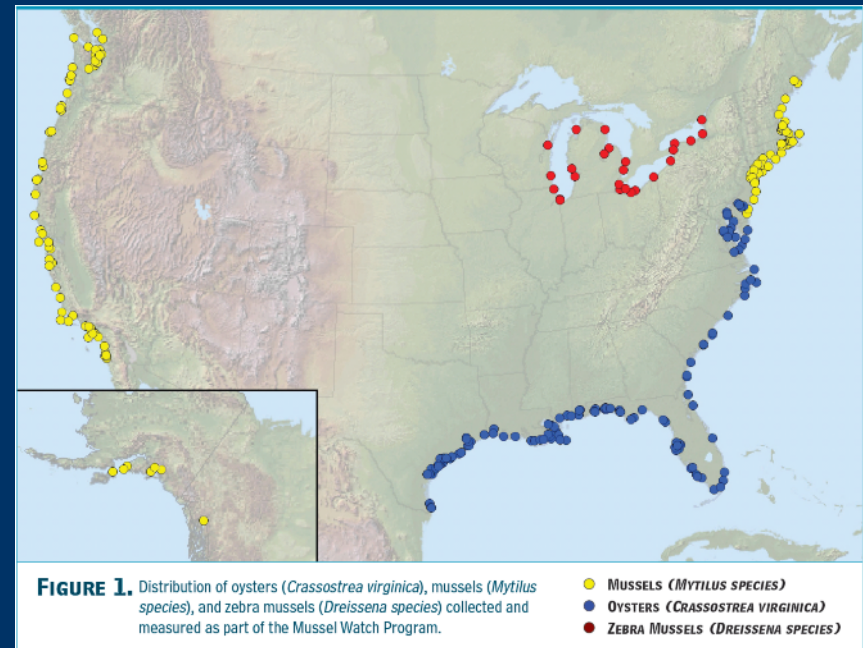 FIGURE 1. Distribution of oysters (Crassostrea virginica), mussels (Mytilus
species), and zebra mussels (Dreissena species) collected and
measured as part of the Mussel Watch Program.
MUSSELS (MYTILUS SPECIES)
OYSTERS (CRASSOSTREA VIRGINICA)
ZEBRA MUSSELS (DREISSENA SPECIES)